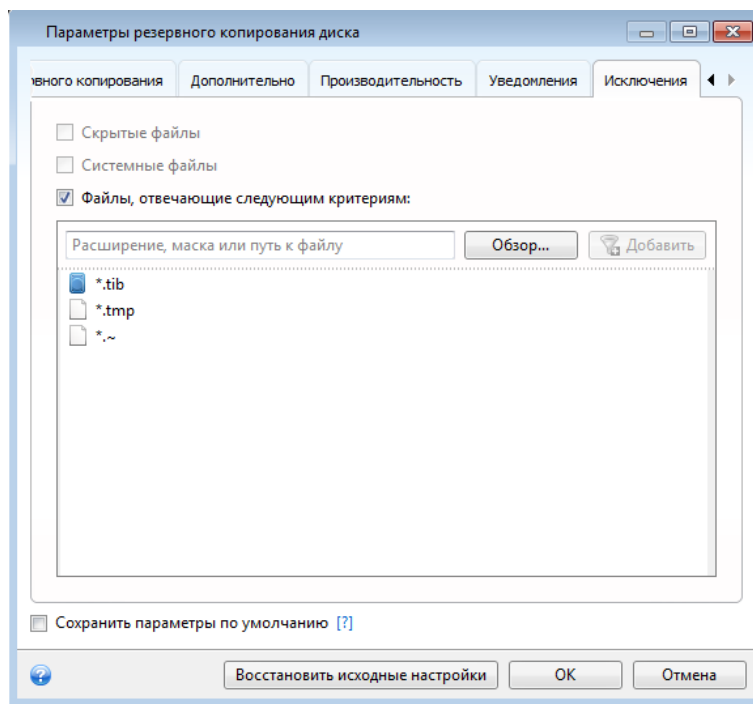 Параметры резервного копирования диска
вного копирования Дополнительно Производительность Уведомления Исключения
Скрытые файлы
Системные файлы
Файлы, отвечающие следующим критериям:
Расширение, маска или путь к файлу Обзор... Добавить
*.tib
*.tmp
*.~
Сохранить параметры по умолчанию [?]
Восстановить исходные настройки ОК Отмена